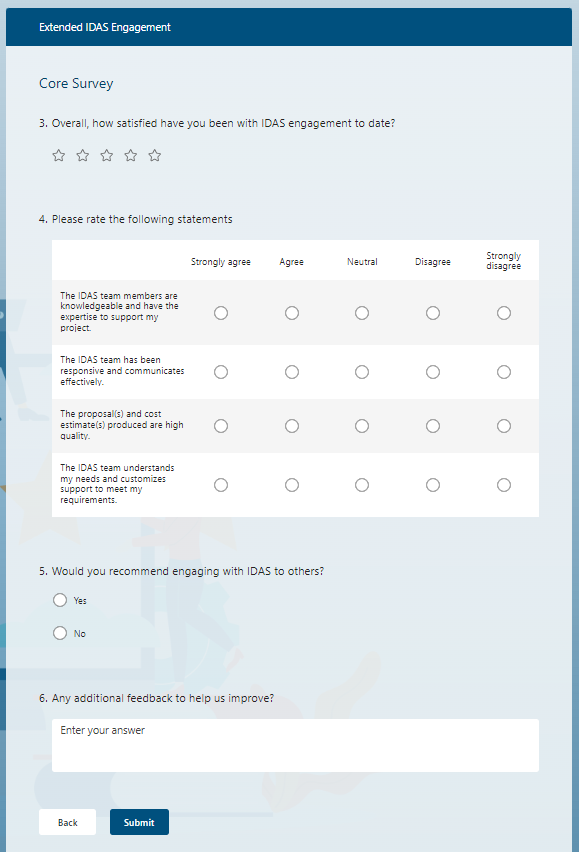 Extended IDAS Engagement
Core Survey
3. Overall, how satisfied have you been with IDAS engagement to date?
4. Please rate the following statements
Strongly agree
Agree
Neutral
Disagree
Strongly
disagree
The IDAS team members are
knowledgeable and have the
expertise to support my
project.
The IDAS team has been
responsive and communicates
effectively.
The proposal(s) and cost
estimate(s) produced are high
quality.
The IDAS team understands
my needs and customizes
support to meet my
requirements.
5. Would you recommend engaging with IDAS to others?
Yes
No
6. Any additional feedback to help us improve?
Enter your answer
Back
Submit